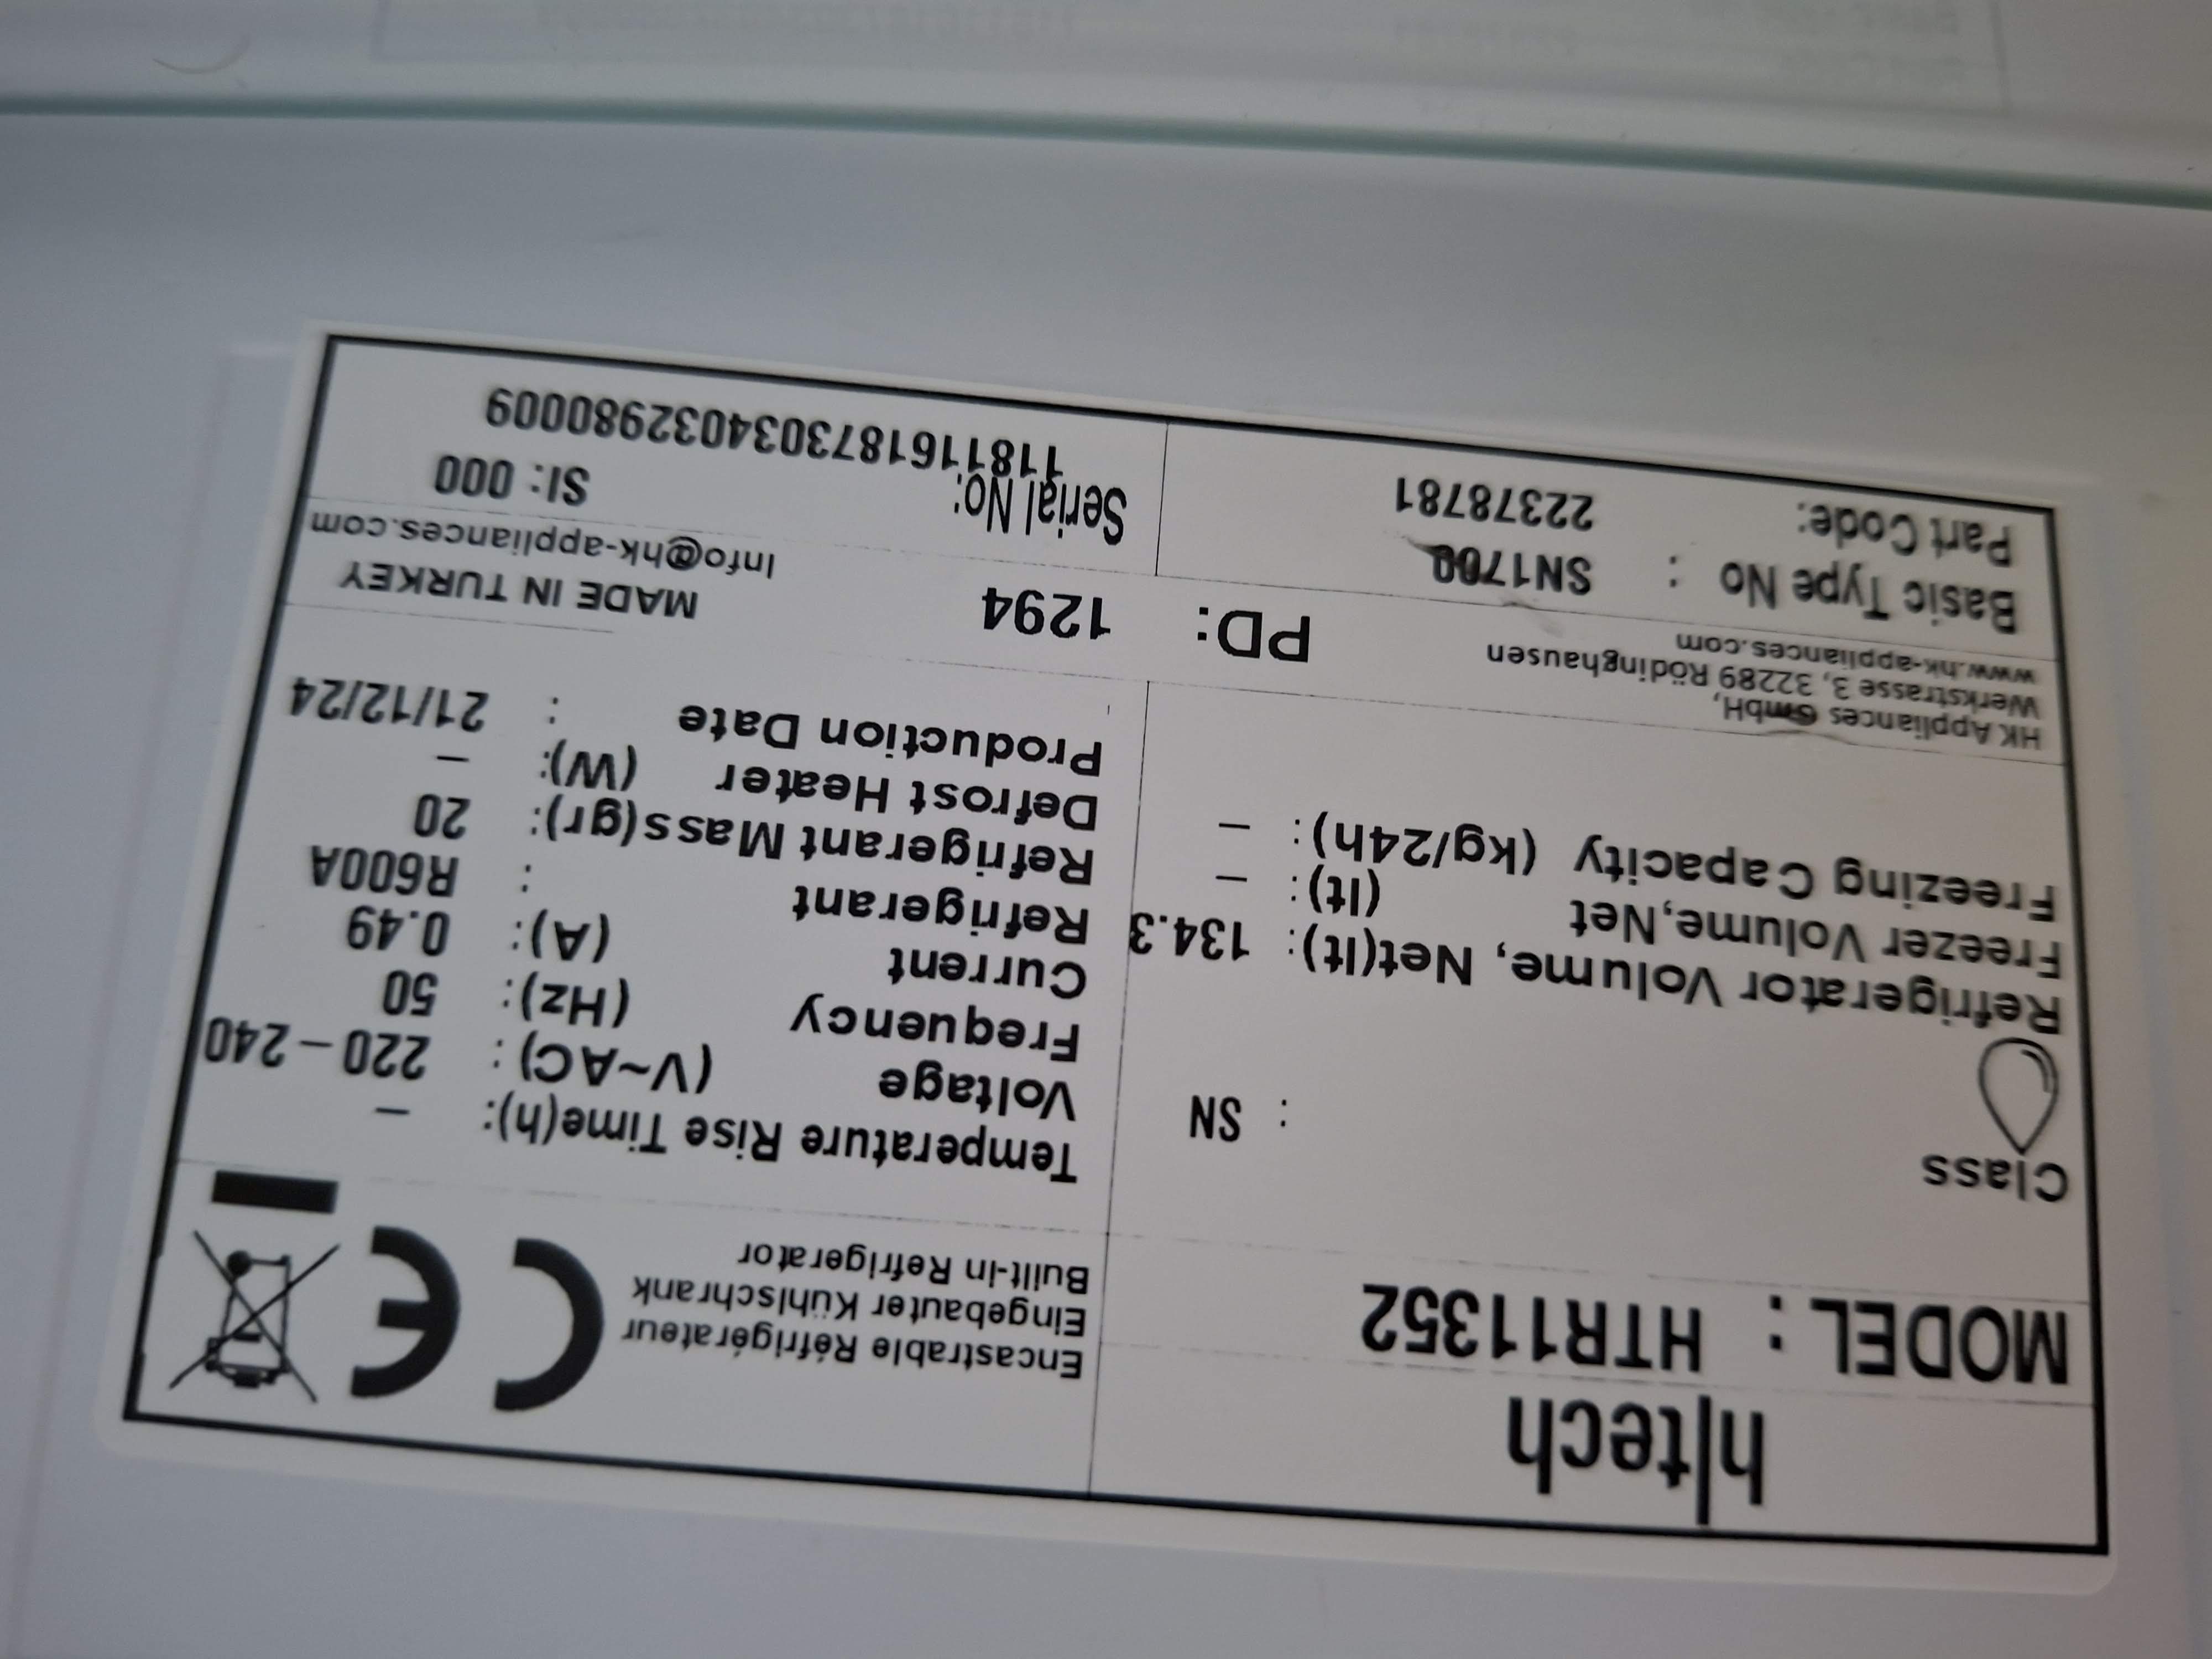 h|tech
MODEL : HTR11352
Encastrable Réfrigérateur
Eingebauter Kühlschrank
Built-In Refrigerator
CE
Class : SN
Refrigerator Volume, Net(lt): 134.3
Freezer Volume,Net (lt): –
Freezing Capacity (kg/24h): –
Temperature Rise Time(h): –
Voltage (V~AC) : 220 – 240
Frequency (Hz): 50
Current (A): 0.49
Refrigerant : R600A
Refrigerant Mass(gr): 20
Defrost Heater (W): –
Production Date : 21/12/24
HK Appliances GmbH,
Werkstrasse 3, 32289 Rödinghausen
www.hk-appliances.com
PD: 1294
MADE IN TURKEY
Info@hk-appliances.com
Basic Type No :
Part Code: 22378781
SI: 000
Serial No:
1181161873034032980009